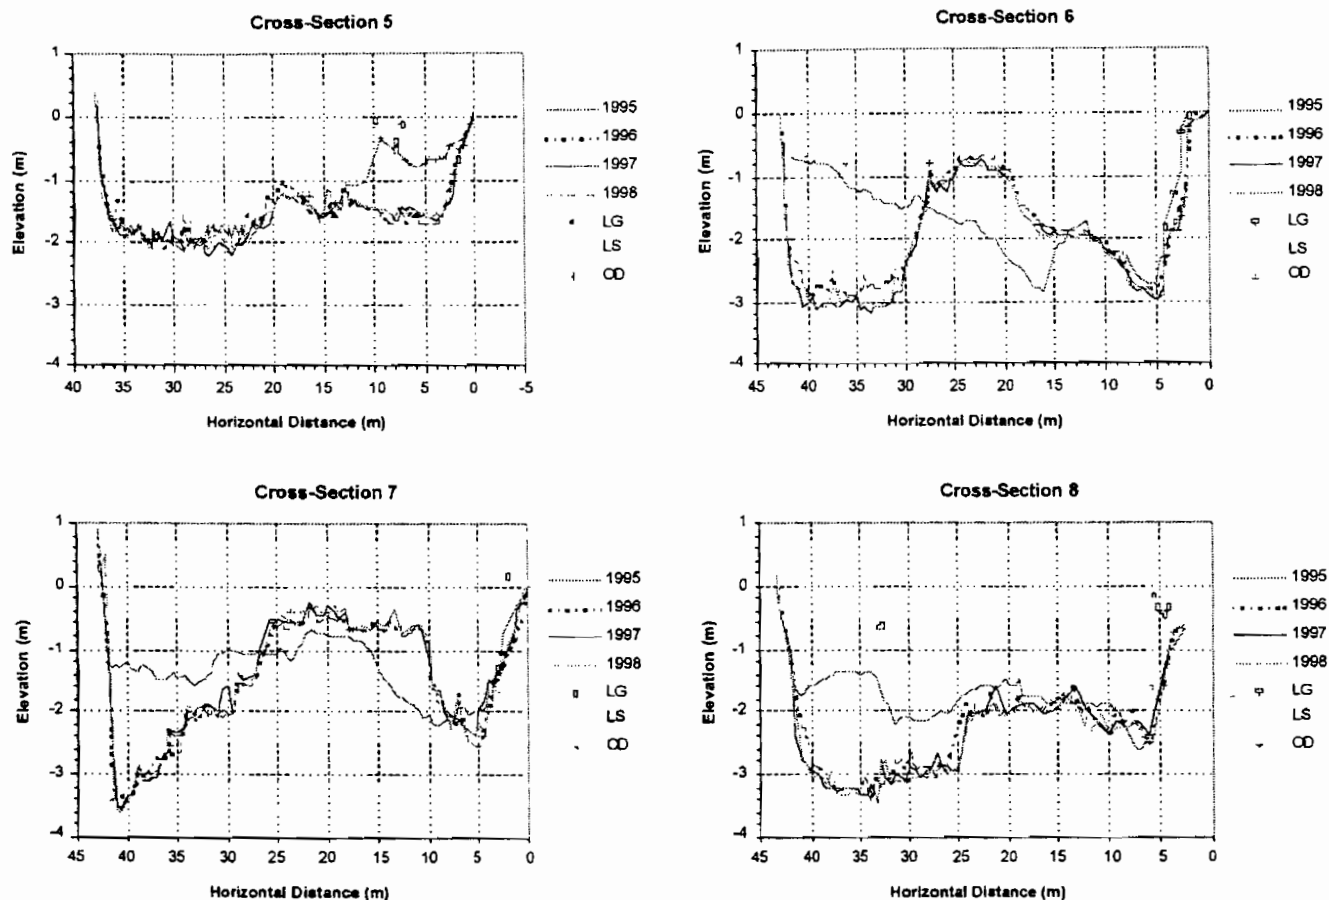 Cross-Section 5
1
0
-1
-2
-3
-4
Elevation (m)
40 35 30 25 20 15 10 5 0 -5
Horizontal Distance (m)
1995
1996
1997
1998
LG
LS
OD
Cross-Section 6
1
0
-1
-2
-3
-4
Elevation (m)
45 40 35 30 25 20 15 10 5 0
Horizontal Distance (m)
1995
1996
1997
1998
LG
LS
OD
Cross-Section 7
1
0
-1
-2
-3
-4
Elevation (m)
45 40 35 30 25 20 15 10 5 0
Horizontal Distance (m)
1995
1996
1997
1998
LG
LS
OD
Cross-Section 8
1
0
-1
-2
-3
-4
Elevation (m)
45 40 35 30 25 20 15 10 5 0
Horizontal Distance (m)
1995
1996
1997
1998
LG
LS
OD